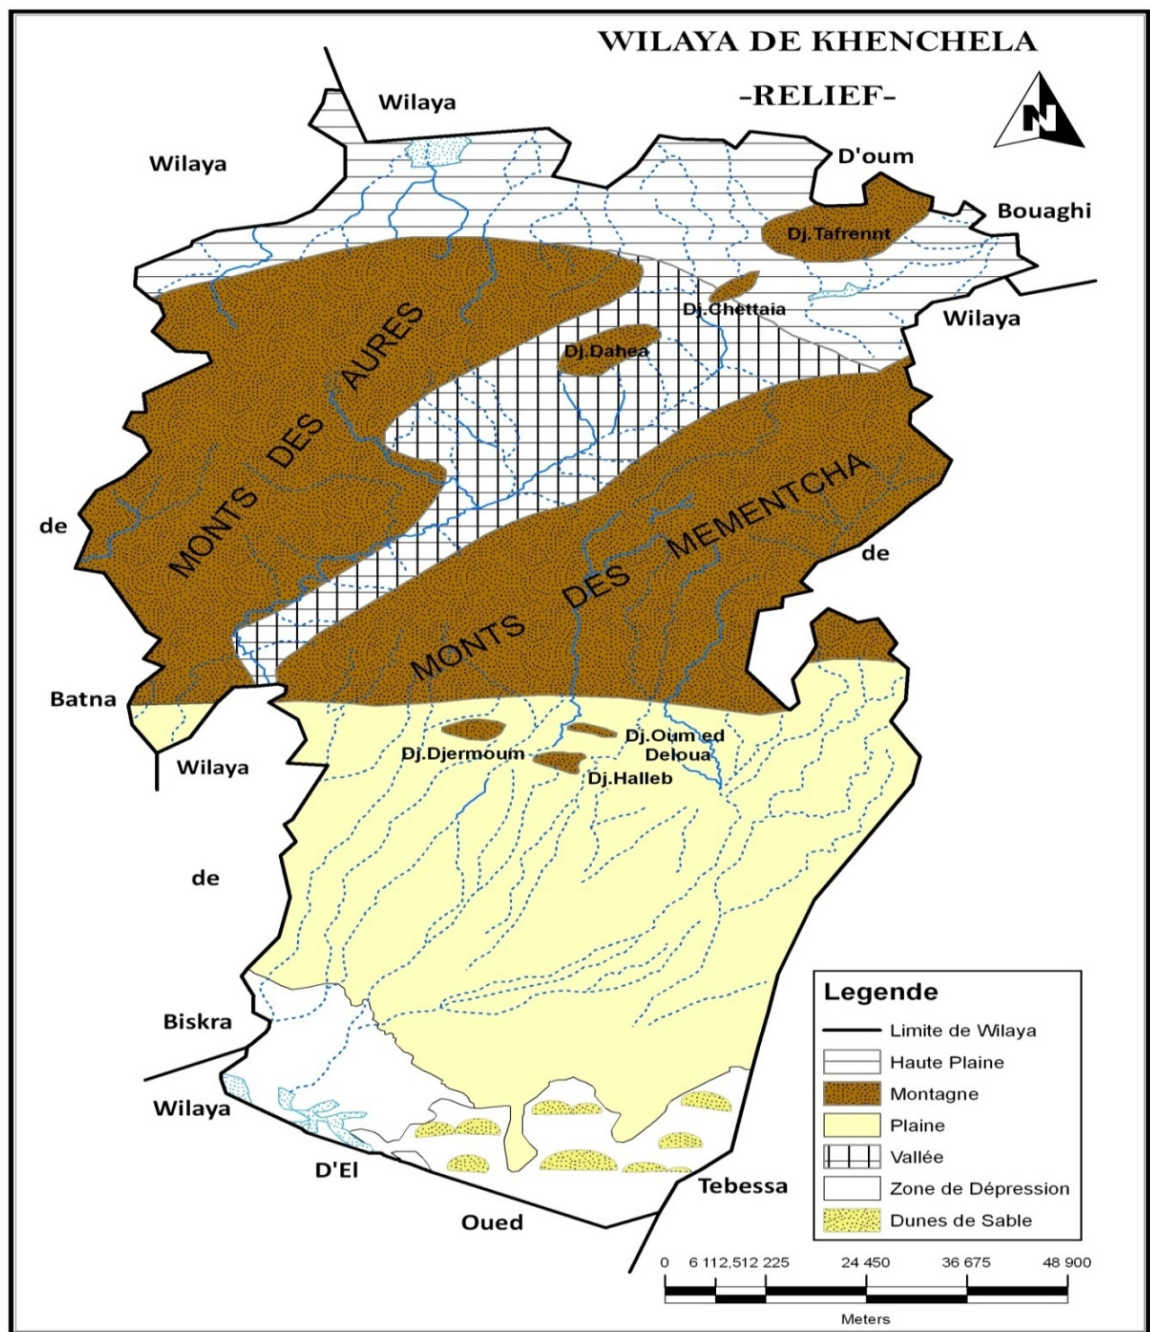 WILAYA DE KHENCHELA
-RELIEF-
N
Wilaya
Wilaya
D'oum
Bouaghi
Dj.Tafrennt
Dj.Chettaia
Wilaya
Dj.Dahea
MONTS DES AURES
MONTS DES MEMENTCHA
de
de
Batna
Wilaya
Dj.Djermoum
Dj.Oum ed
Deloua
Dj.Halleb
de
Biskra
Wilaya
D'El
Oued
Tebessa
Legende
Limite de Wilaya
Haute Plaine
Montagne
Plaine
Vallée
Zone de Dépression
Dunes de Sable
0 6 112,512 225 24 450 36 675 48 900
Meters